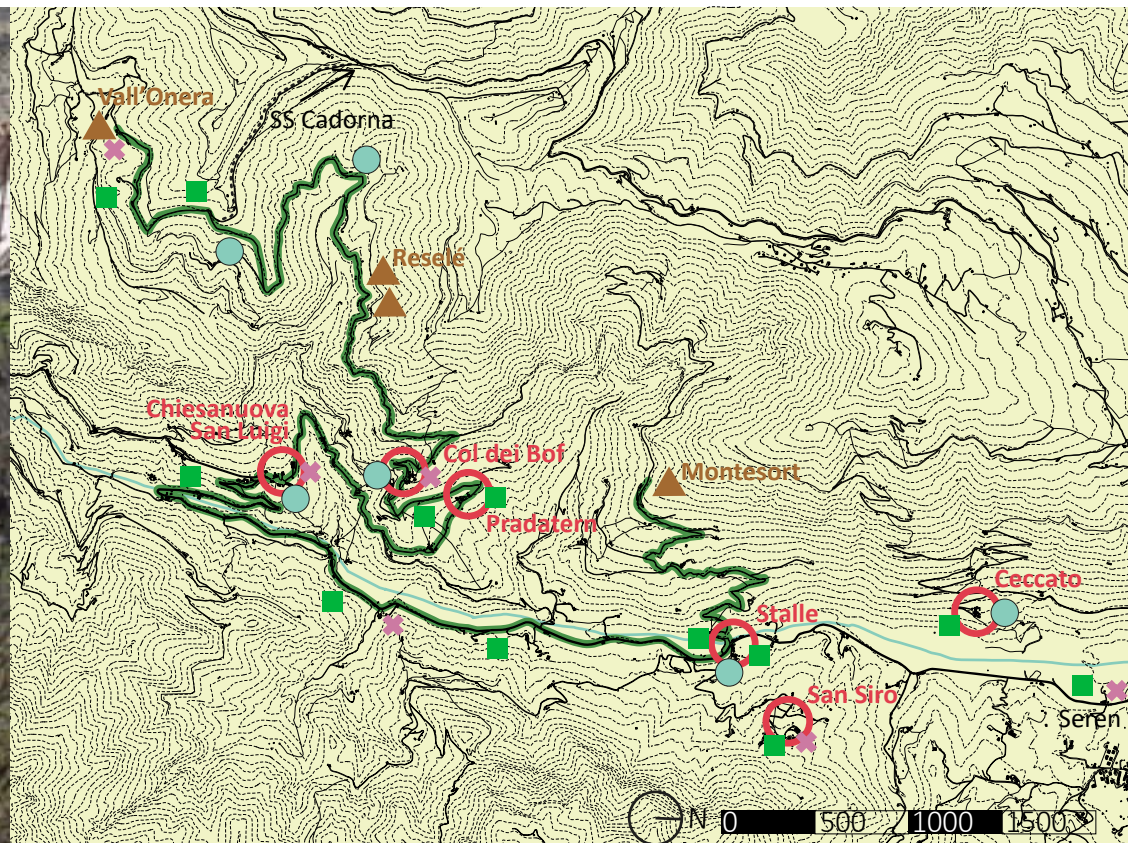 Vall'Onera
SS Cadorna
Reselé
Chiesanuova
San Luigi
Col dei Bof
Montesort
Pradatern
Ceccato
Stalle
San Siro
Seren
N 0 500 1000 1500